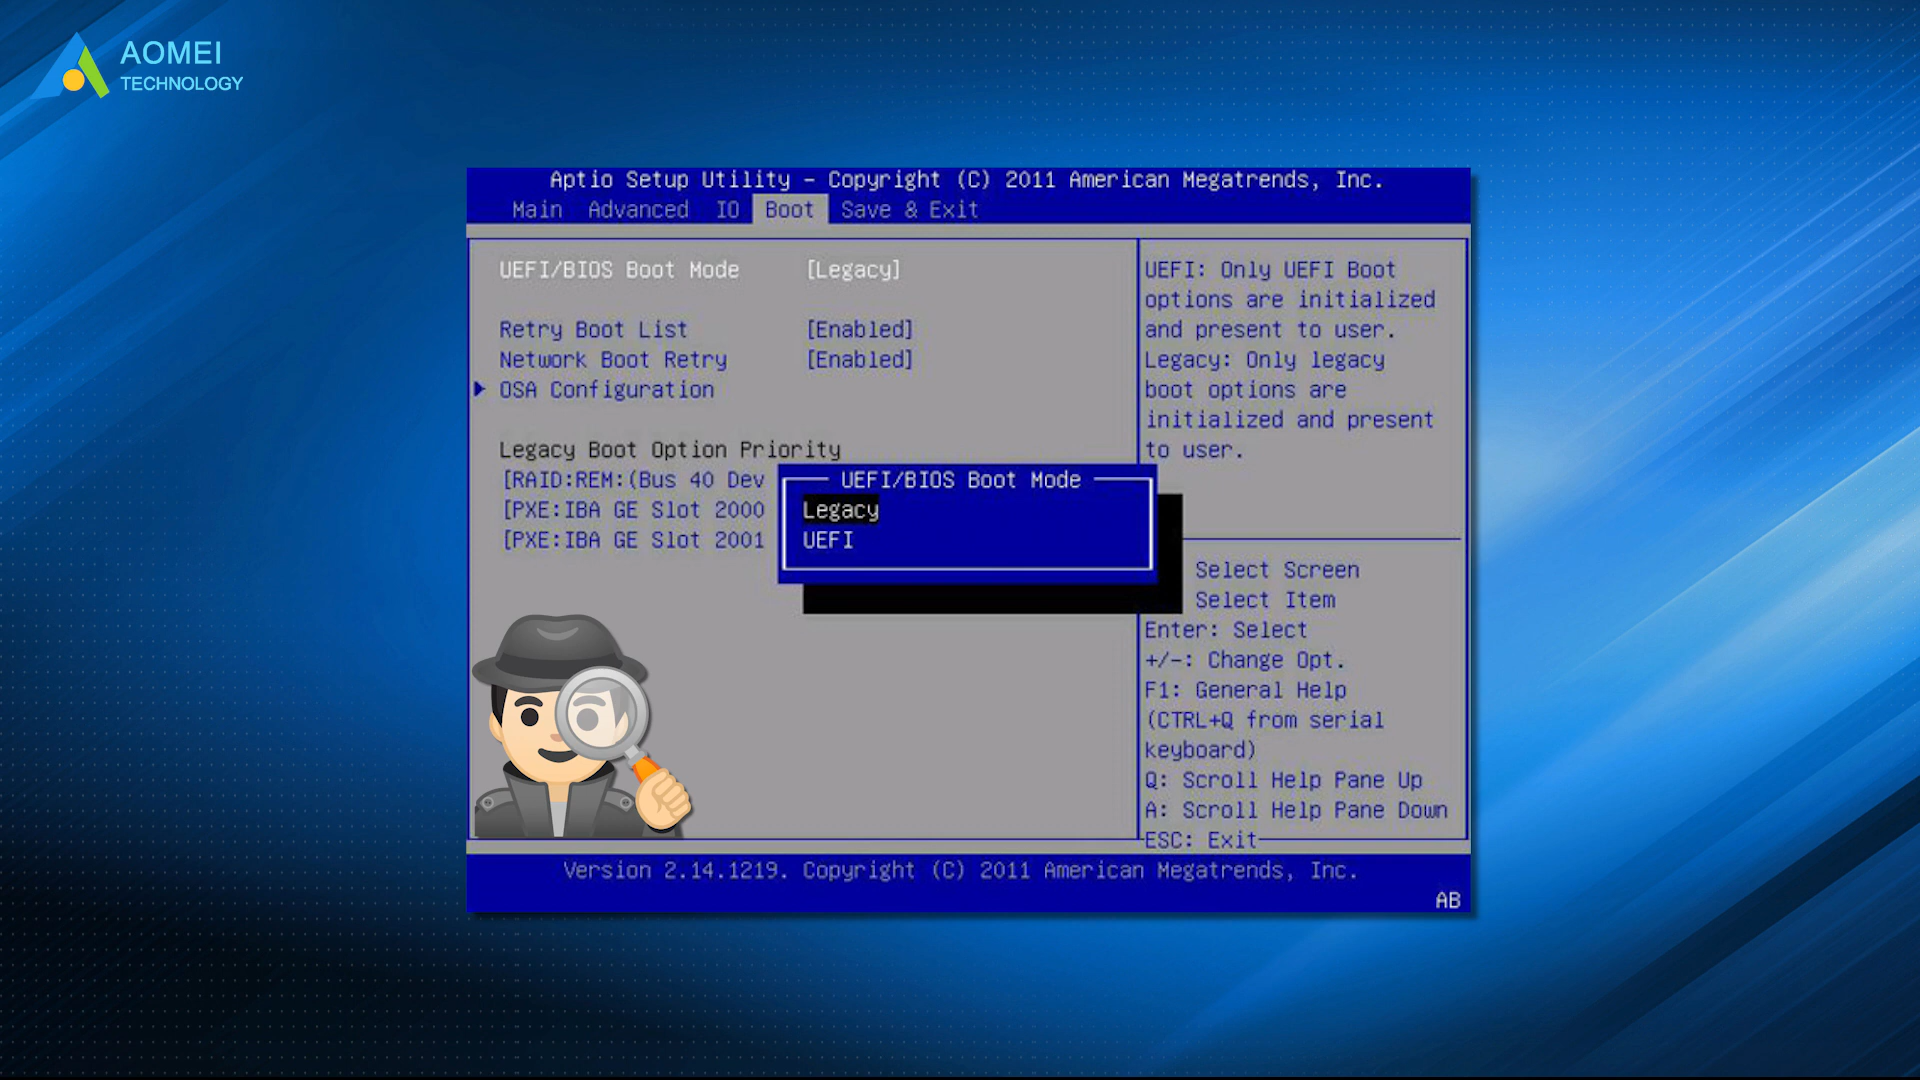 AOMEI
TECHNOLOGY
Aptio Setup Utility - Copyright (C) 2011 American Megatrends, Inc.
Main Advanced IO Boot Save & Exit
UEFI/BIOS Boot Mode [Legacy]
Retry Boot List [Enabled]
Network Boot Retry [Enabled]
OSA Configuration
Legacy Boot Option Priority
[RAID:REM:(Bus 40 Dev
[PXE:IBA GE Slot 2000
[PXE:IBA GE Slot 2001
UEFI/BIOS Boot Mode
Legacy
UEFI
UEFI: Only UEFI Boot
options are initialized
and present to user.
Legacy: Only legacy
boot options are
initialized and present
to user.
Select Screen
Select Item
Enter: Select
+/-: Change Opt.
F1: General Help
(CTRL+Q from serial
keyboard)
Q: Scroll Help Pane Up
A: Scroll Help Pane Down
ESC: Exit
Version 2.14.1219. Copyright (C) 2011 American Megatrends, Inc.
AB